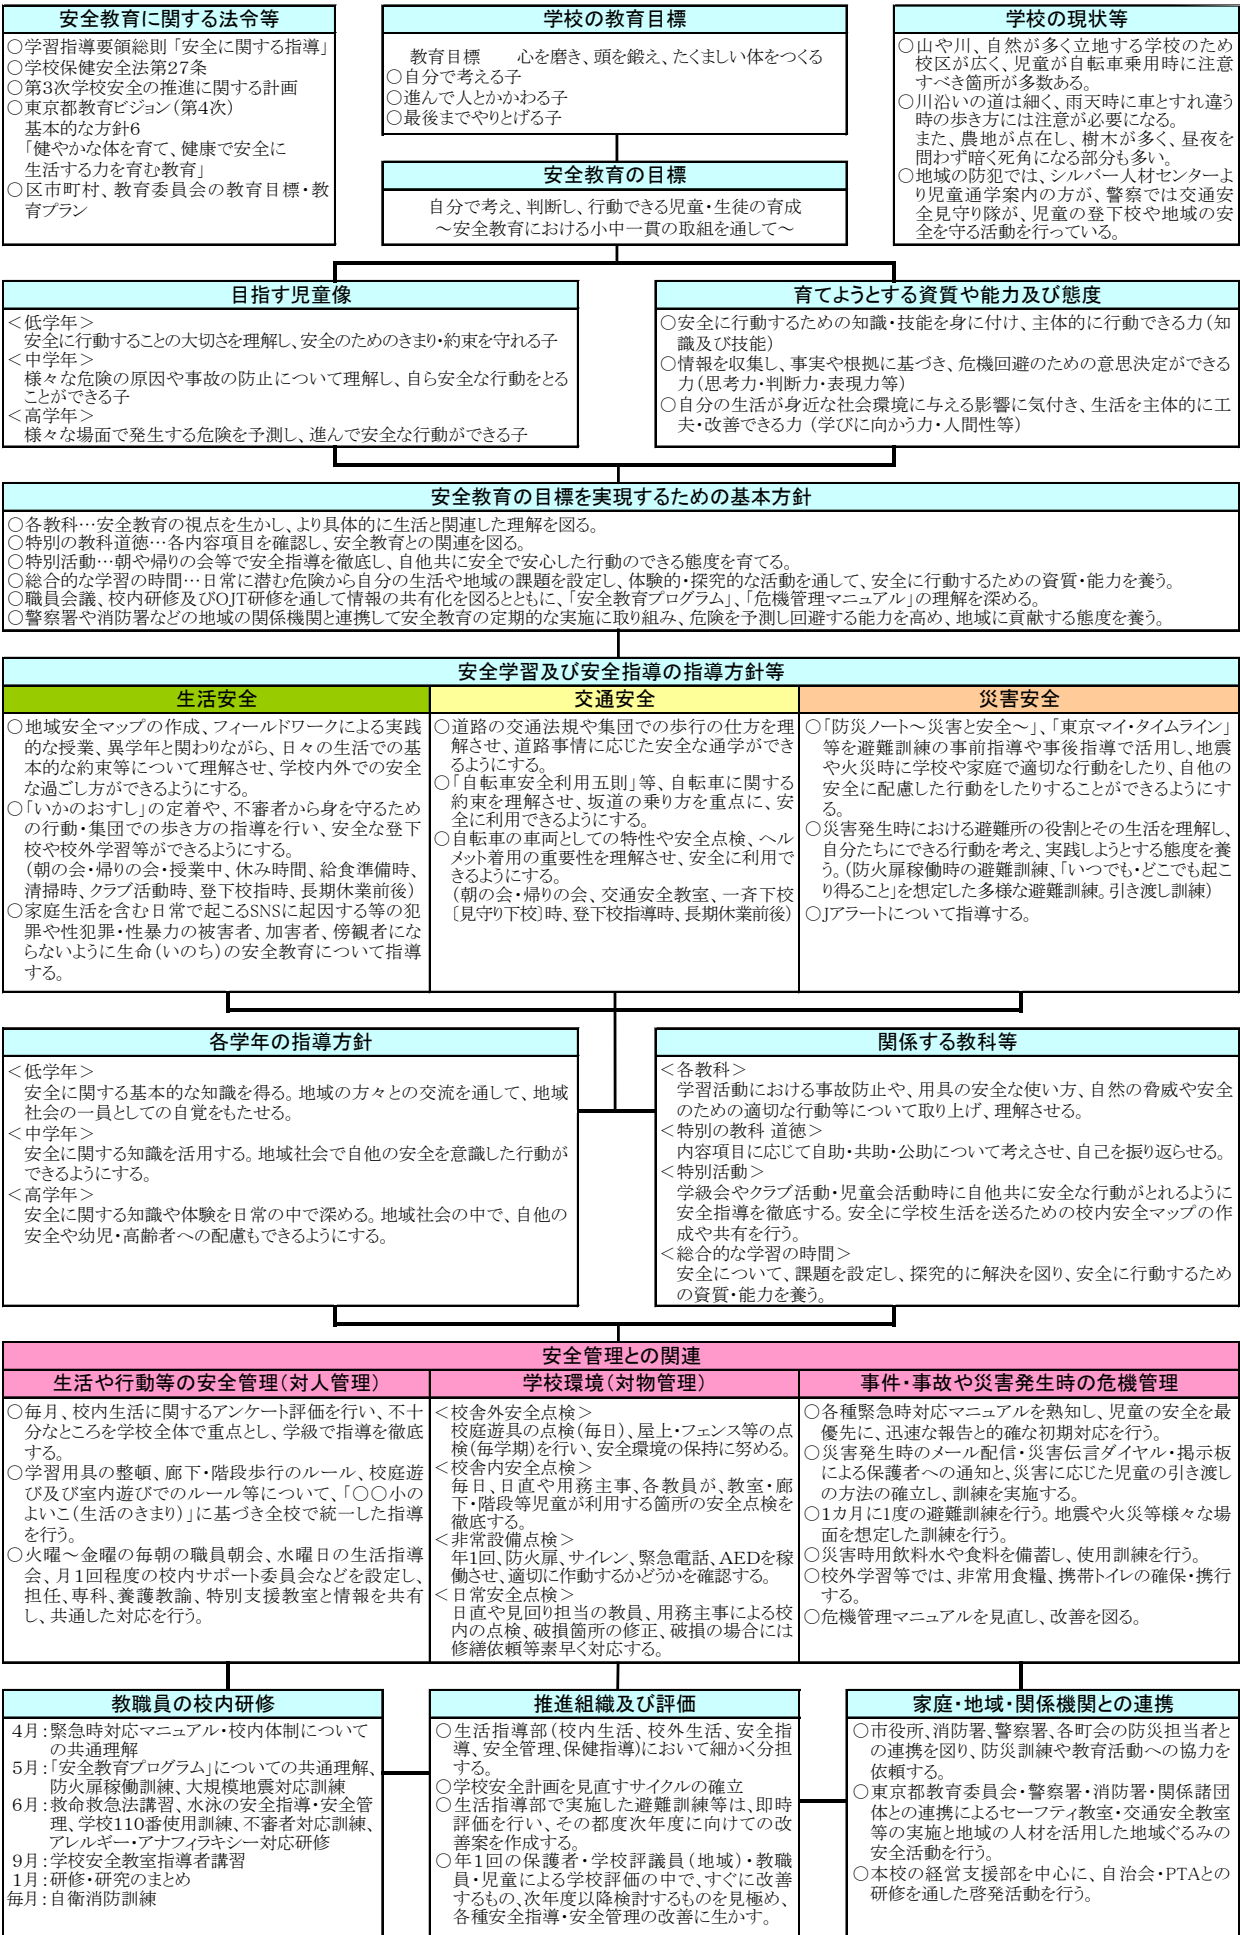 安全教育に関する法令等
○学習指導要領総則「安全に関する指導」
○学校保健安全法第27条
○第3次学校安全の推進に関する計画
○東京都教育ビジョン(第4次)
基本的な方針6
「健やかな体を育て、健康で安全に
生活する力を育む教育」
○区市町村、教育委員会の教育目標・教
育プラン
学校の教育目標
教育目標　　心を磨き、頭を鍛え、たくましい体をつくる
○自分で考える子
○進んで人とかかわる子
○最後までやりとげる子
安全教育の目標
自分で考え、判断し、行動できる児童・生徒の育成
～安全教育における小中一貫の取組を通して～
学校の現状等
○山や川、自然が多く立地する学校のため
校区が広く、児童が自転車乗用時に注意
すべき箇所が多数ある。
○川沿いの道は細く、雨天時に車とすれ違う
時の歩き方には注意が必要になる。
また、農地が点在し、樹木が多く、昼夜を
問わず暗く死角になる部分も多い。
○地域の防犯では、シルバー人材センターよ
り児童通学案内の方が、警察では交通安
全見守り隊が、児童の登下校や地域の安
全を守る活動を行っている。
目指す児童像
＜低学年＞
安全に行動することの大切さを理解し、安全のためのきまり・約束を守れる子
＜中学年＞
様々な危険の原因や事故の防止について理解し、自ら安全な行動をとる
ことができる子
＜高学年＞
様々な場面で発生する危険を予測し、進んで安全な行動ができる子
育てようとする資質や能力及び態度
○安全に行動するための知識・技能を身に付け、主体的に行動できる力(知
識及び技能)
○情報を収集し、事実や根拠に基づき、危機回避のための意思決定ができる
力(思考力・判断力・表現力等)
○自分の生活が身近な社会環境に与える影響に気付き、生活を主体的に工
夫・改善できる力 (学びに向かう力・人間性等)
安全教育の目標を実現するための基本方針
○各教科…安全教育の視点を生かし、より具体的に生活と関連した理解を図る。
○特別の教科道徳…各内容項目を確認し、安全教育との関連を図る。
○特別活動…朝や帰りの会等で安全指導を徹底し、自他共に安全で安心した行動のできる態度を育てる。
○総合的な学習の時間…日常に潜む危険から自分の生活や地域の課題を設定し、体験的・探究的な活動を通して、安全に行動するための資質・能力を養う。
○職員会議、校内研修及びOJT研修を通して情報の共有化を図るとともに、「安全教育プログラム」、「危機管理マニュアル」の理解を深める。
○警察署や消防署などの地域の関係機関と連携して安全教育の定期的な実施に取り組み、危険を予測し回避する能力を高め、地域に貢献する態度を養う。
安全学習及び安全指導の指導方針等
生活安全
○地域安全マップの作成、フィールドワークによる実践
的な授業、異学年と関わりながら、日々の生活での基
本的な約束等について理解させ、学校内外での安全
な過ごし方ができるようにする。
○「いかのおすし」の定着や、不審者から身を守るため
の行動・集団での歩き方の指導を行い、安全な登下
校や校外学習等ができるようにする。
(朝の会・帰りの会・授業中、休み時間、給食準備時、
清掃時、クラブ活動時、登下校指時、長期休業前後)
○家庭生活を含む日常で起こるSNSに起因する等の犯
罪や性犯罪・性暴力の被害者、加害者、傍観者にな
らないように生命(いのち)の安全教育について指導
する。
交通安全
○道路の交通法規や集団での歩行の仕方を理
解させ、道路事情に応じた安全な通学ができ
るようにする。
○「自転車安全利用五則」等、自転車に関する
約束を理解させ、坂道の乗り方を重点に、安
全に利用できるようにする。
○自転車の車両としての特性や安全点検、ヘル
メット着用の重要性を理解させ、安全に利用で
きるようにする。
(朝の会・帰りの会、交通安全教室、一斉下校
〔見守り下校〕時、登下校指導時、長期休業前後)
災害安全
○「防災ノート～災害と安全～」、「東京マイ・タイムライン」
等を避難訓練の事前指導や事後指導で活用し、地震
や火災時に学校や家庭で適切な行動をしたり、自他の
安全に配慮した行動をしたりすることができるようにす
る。
○災害発生時における避難所の役割とその生活を理解し、
自分たちにできる行動を考え、実践しようとする態度を養
う。(防火扉稼働時の避難訓練、「いつでも・どこでも起こ
り得ること」を想定した多様な避難訓練。引き渡し訓練)
○Jアラートについて指導する。
各学年の指導方針
＜低学年＞
安全に関する基本的な知識を得る。地域の方々との交流を通して、地域
社会の一員としての自覚をもたせる。
＜中学年＞
安全に関する知識を活用する。地域社会で自他の安全を意識した行動が
できるようにする。
＜高学年＞
安全に関する知識や体験を日常の中で深める。地域社会の中で、自他の
安全や幼児・高齢者への配慮もできるようにする。
関係する教科等
＜各教科＞
学習活動における事故防止や、用具の安全な使い方、自然の脅威や安全
のための適切な行動等について取り上げ、理解させる。
＜特別の教科 道徳＞
内容項目に応じて自助・共助・公助について考えさせ、自己を振り返らせる。
＜特別活動＞
学級会やクラブ活動・児童会活動時に自他共に安全な行動がとれるように
安全指導を徹底する。安全に学校生活を送るための校内安全マップの作
成や共有を行う。
＜総合的な学習の時間＞
安全について、課題を設定し、探究的に解決を図り、安全に行動するため
の資質・能力を養う。
安全管理との関連
生活や行動等の安全管理(対人管理)
○毎月、校内生活に関するアンケート評価を行い、不十
分なところを学校全体で重点とし、学級で指導を徹底
する。
○学習用具の整頓、廊下・階段歩行のルール、校庭遊
び及び室内遊びでのルール等について、「○○小の
よいこ(生活のきまり)」に基づき全校で統一した指導
を行う。
○火曜～金曜の毎朝の職員朝会、水曜日の生活指導
会、月1回程度の校内サポート委員会などを設定し、
担任、専科、養護教諭、特別支援教室と情報を共有
し、共通した対応を行う。
学校環境(対物管理)
＜校舎外安全点検＞
校庭遊具の点検(毎日)、屋上・フェンス等の点
検(毎学期)を行い、安全環境の保持に努める。
＜校舎内安全点検＞
毎日、日直や用務主事、各教員が、教室・廊
下・階段等児童が利用する箇所の安全点検を
徹底する。
＜非常設備点検＞
年1回、防火扉、サイレン、緊急電話、AEDを稼
働させ、適切に作動するかどうかを確認する。
＜日常安全点検＞
日直や見回り担当の教員、用務主事による校
内の点検、破損箇所の修正、破損の場合には
修繕依頼等素早く対応する。
事件・事故や災害発生時の危機管理
○各種緊急時対応マニュアルを熟知し、児童の安全を最
優先に、迅速な報告と的確な初期対応を行う。
○災害発生時のメール配信・災害伝言ダイヤル・掲示板
による保護者への通知と、災害に応じた児童の引き渡し
の方法の確立し、訓練を実施する。
○1カ月に1度の避難訓練を行う。地震や火災等様々な場
面を想定した訓練を行う。
○災害時用飲料水や食料を備蓄し、使用訓練を行う。
○校外学習等では、非常用食糧、携帯トイレの確保・携行
する。
○危機管理マニュアルを見直し、改善を図る。
教職員の校内研修
4月：緊急時対応マニュアル・校内体制について
の共通理解
5月：「安全教育プログラム」についての共通理解、
防火扉稼働訓練、大規模地震対応訓練
6月：救命救急法講習、水泳の安全指導・安全管
理、学校110番使用訓練、不審者対応訓練、
アレルギー・アナフィラキシー対応研修
9月：学校安全教室指導者講習
1月：研修・研究のまとめ
毎月：自衛消防訓練
推進組織及び評価
○生活指導部(校内生活、校外生活、安全指
導、安全管理、保健指導)において細かく分担
する。
○学校安全計画を見直すサイクルの確立
○生活指導部で実施した避難訓練等は、即時
評価を行い、その都度次年度に向けての改
善案を作成する。
○年1回の保護者・学校評議員(地域)・教職
員・児童による学校評価の中で、すぐに改善
するもの、次年度以降検討するものを見極め、
各種安全指導・安全管理の改善に生かす。
家庭・地域・関係機関との連携
○市役所、消防署、警察署、各町会の防災担当者と
の連携を図り、防災訓練や教育活動への協力を
依頼する。
○東京都教育委員会・警察署・消防署・関係諸団
体との連携によるセーフティ教室・交通安全教室
等の実施と地域の人材を活用した地域ぐるみの
安全活動を行う。
○本校の経営支援部を中心に、自治会・PTAとの
研修を通した啓発活動を行う。